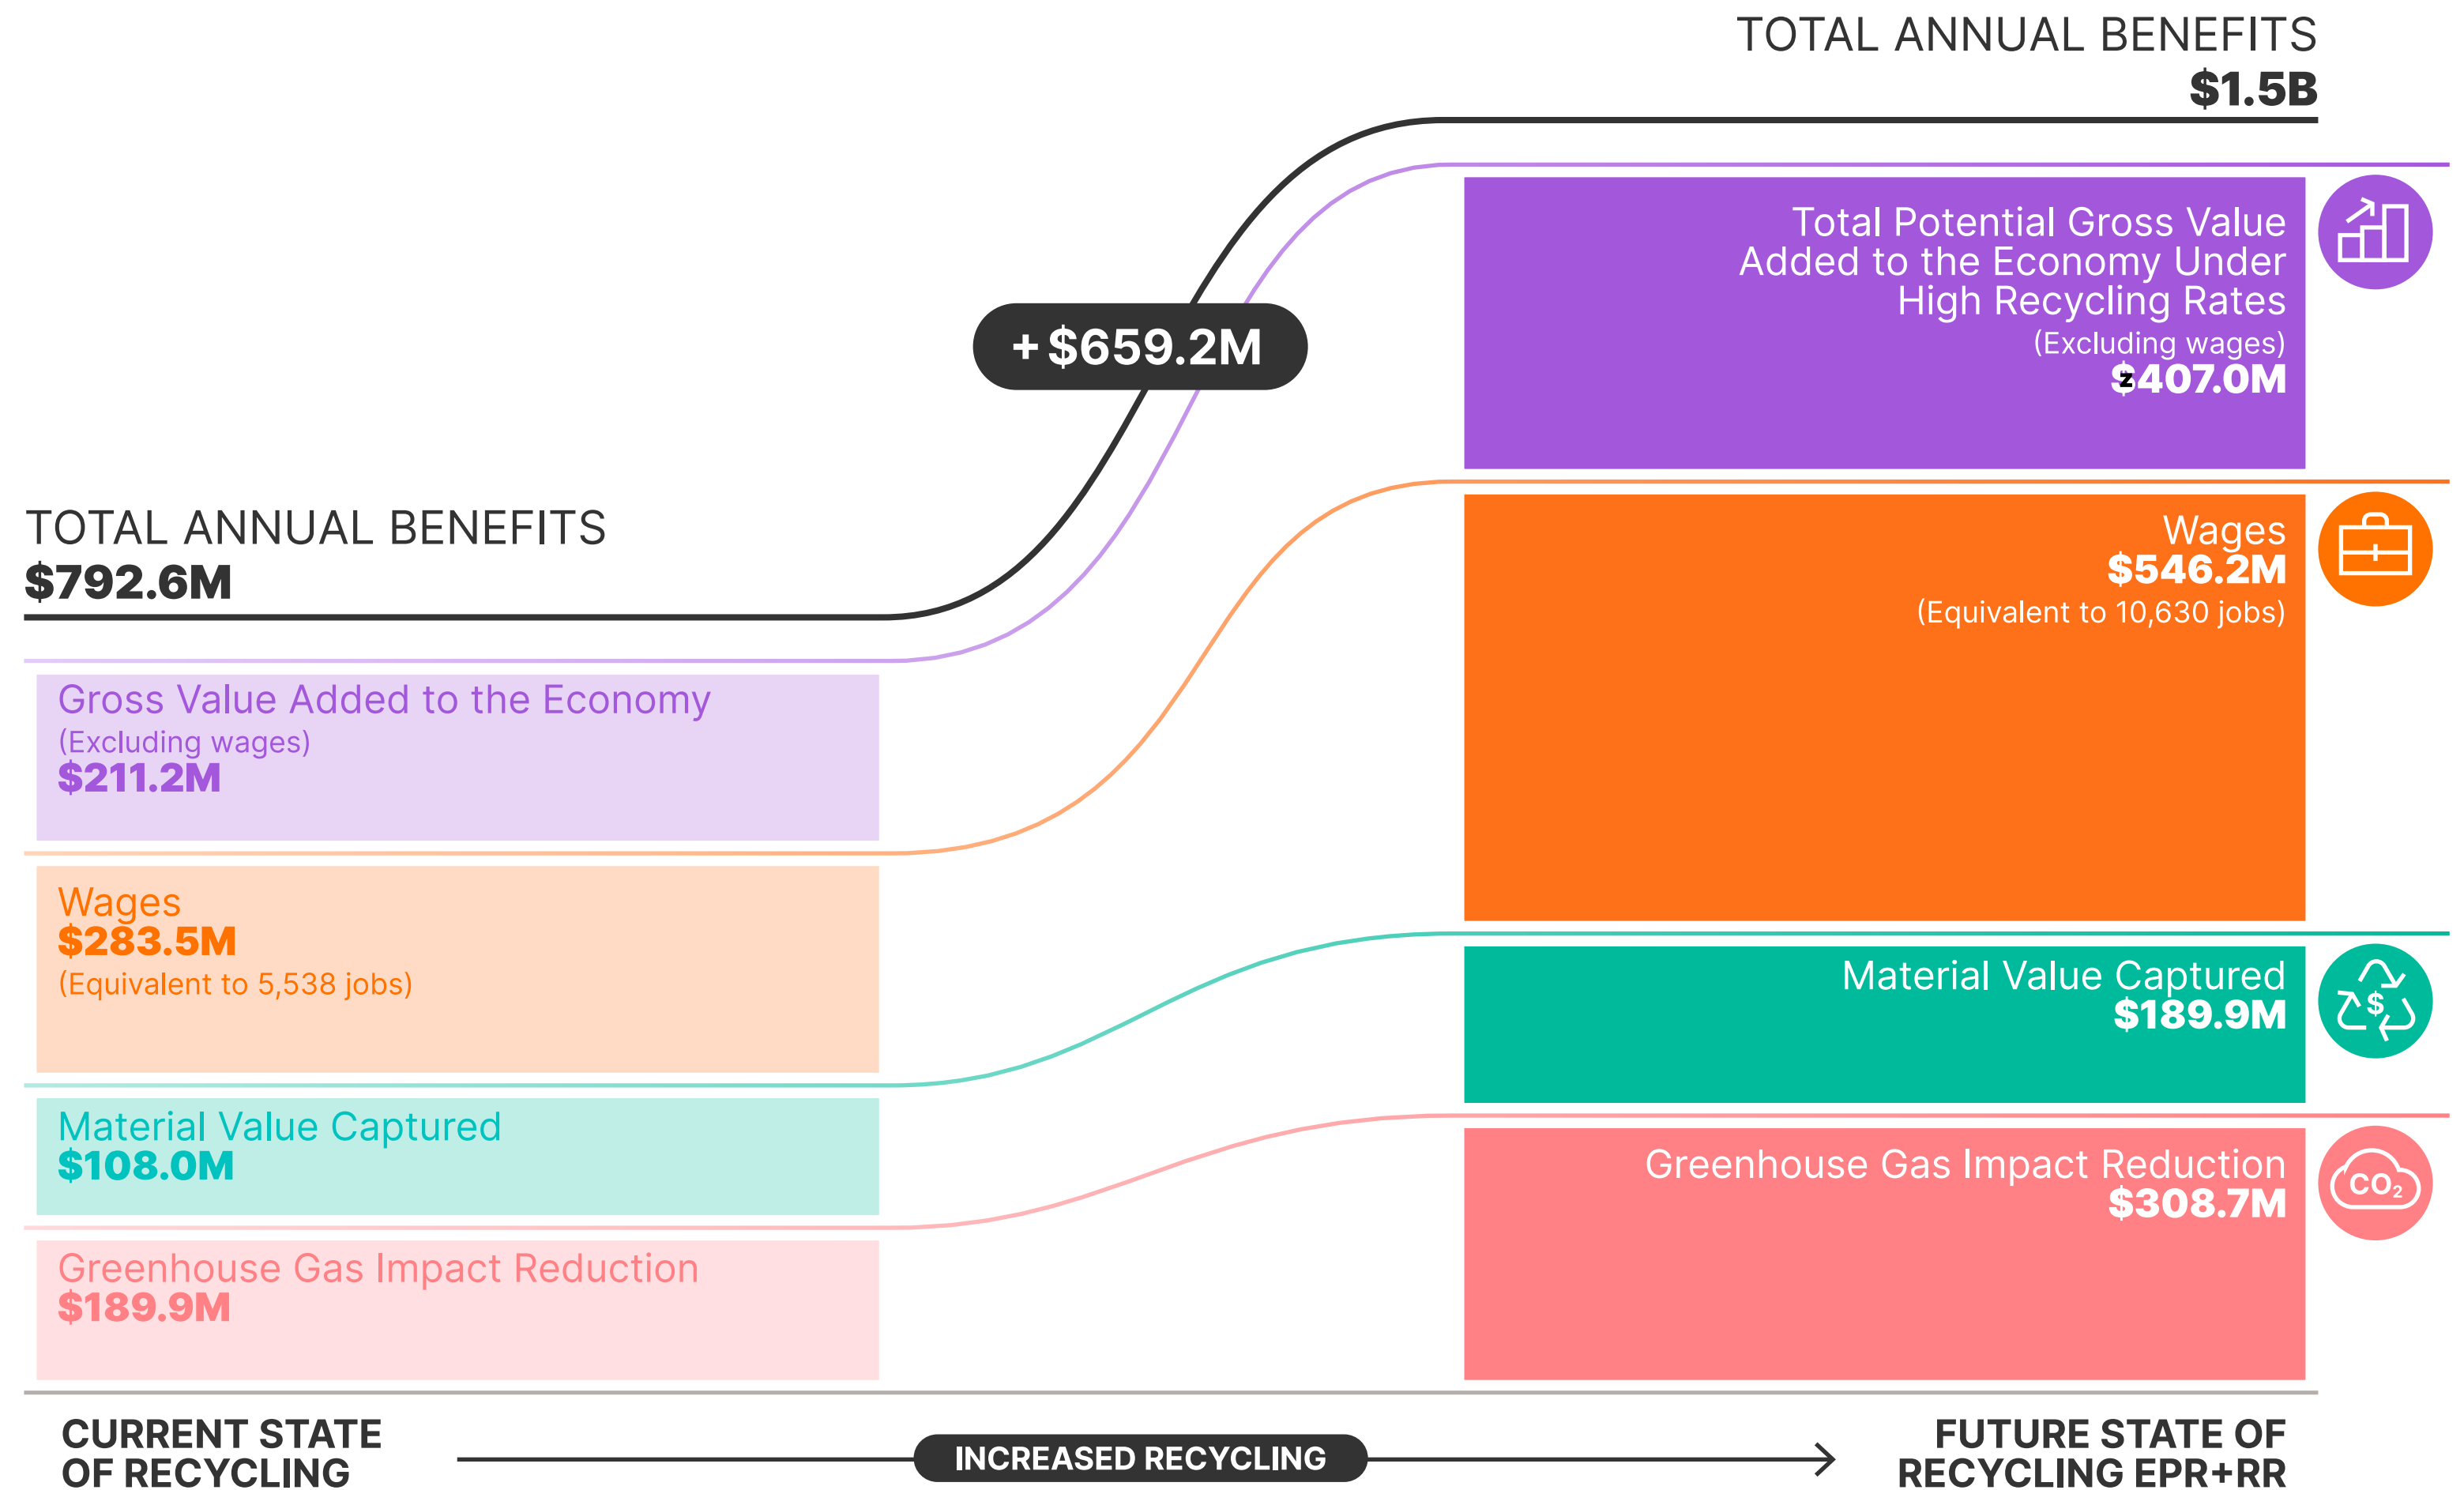 TOTAL ANNUAL BENEFITS
$1.5B
+$659.2M
TOTAL ANNUAL BENEFITS
$792.6M
Gross Value Added to the Economy
(Excluding wages)
$211.2M
Wages
$283.5M
(Equivalent to 5,538 jobs)
Material Value Captured
$108.0M
Greenhouse Gas Impact Reduction
$189.9M
Total Potential Gross Value
Added to the Economy Under
High Recycling Rates
(Excluding wages)
$407.0M
z
Wages
$546.2M
(Equivalent to 10,630 jobs)
Material Value Captured
$189.9M
$
Greenhouse Gas Impact Reduction
$308.7M
CO₂
CURRENT STATE
OF RECYCLING
INCREASED RECYCLING
FUTURE STATE OF
RECYCLING EPR+RR